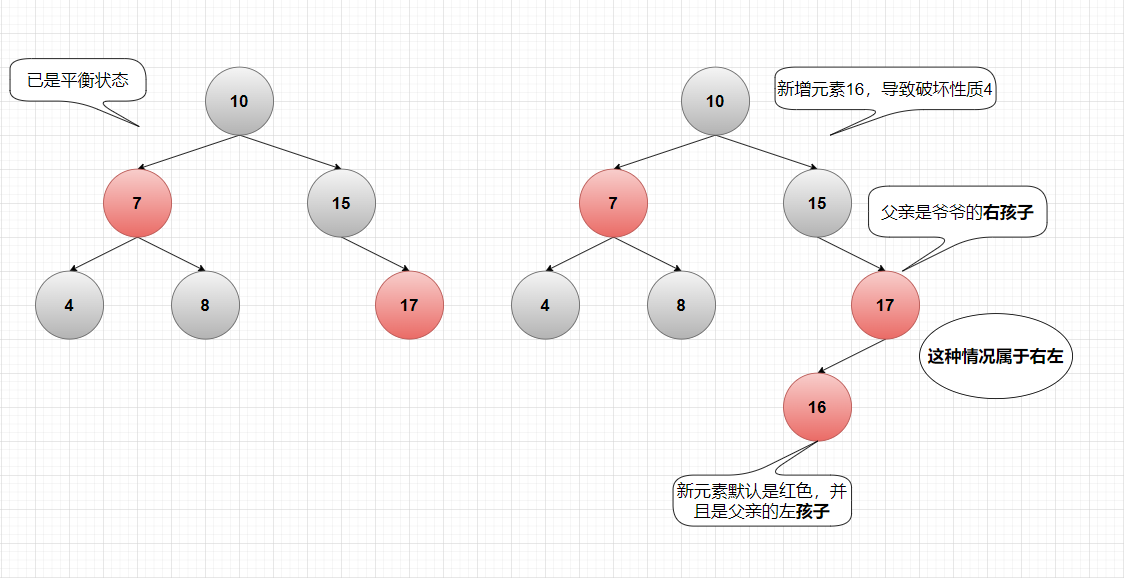 已是平衡状态
10
7
15
4
8
17
新增元素16，导致破坏性质4
10
7
15
父亲是爷爷的右孩子
4
8
17
这种情况属于右左
16
新元素默认是红色，并
且是父亲的左孩子